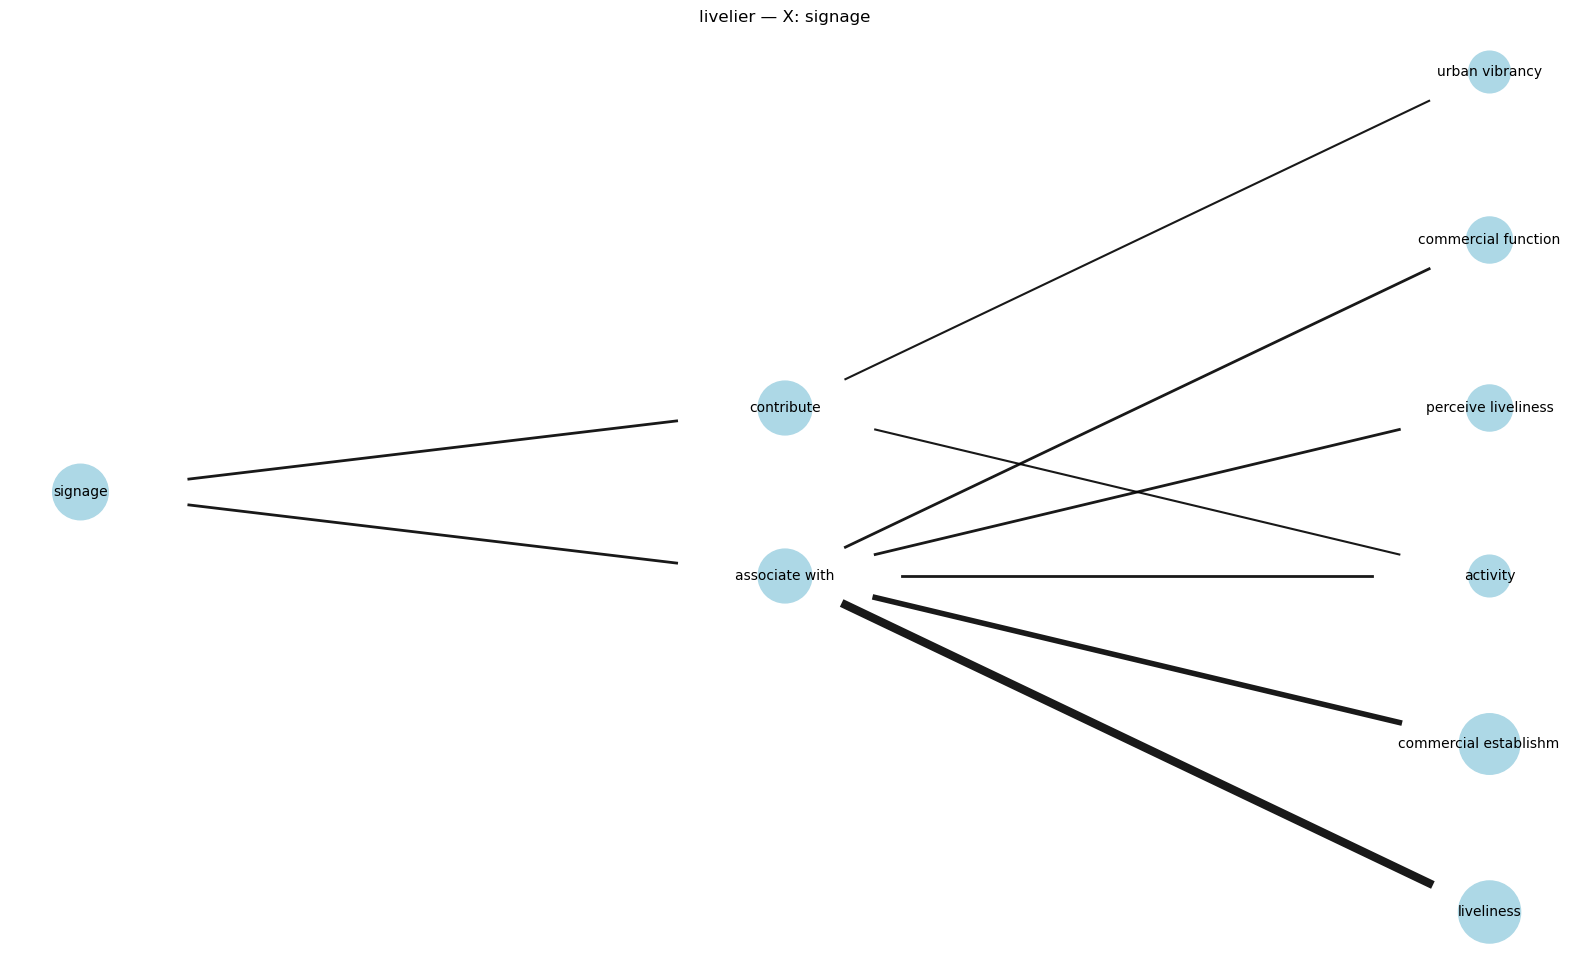 livelier — X: signage
urban vibrancy
commercial function
contribute
perceive liveliness
signage
associate with
activity
commercial establishm
liveliness